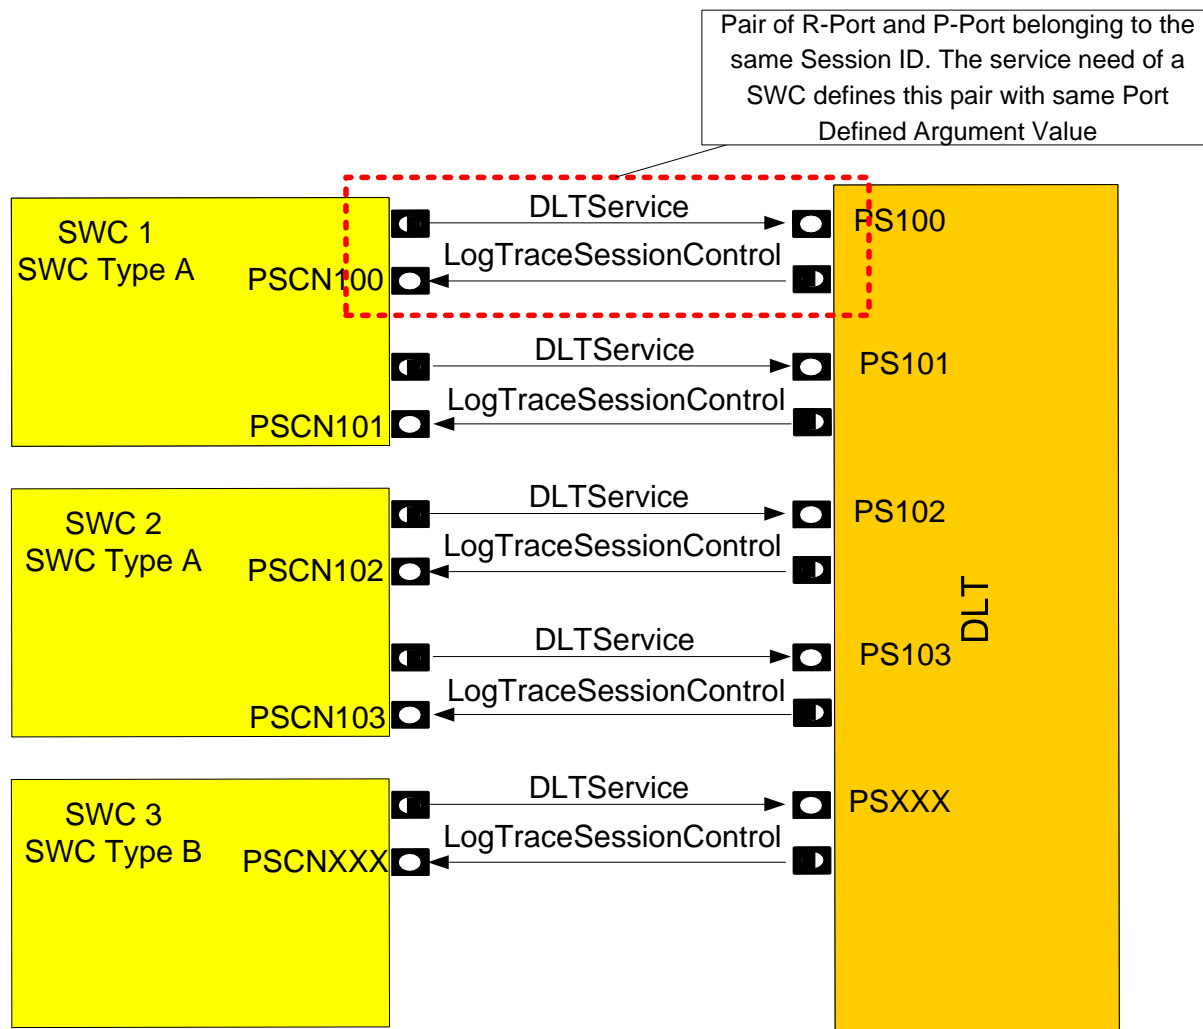 Pair of R-Port and P-Port belonging to the
same Session ID. The service need of a
SWC defines this pair with same Port
Defined Argument Value
SWC 1
SWC Type A
DLTService
PS100
LogTraceSessionControl
PSCN100
DLTService
PS101
LogTraceSessionControl
PSCN101
SWC 2
SWC Type A
DLTService
PS102
LogTraceSessionControl
PSCN102
DLTService
PS103
LogTraceSessionControl
PSCN103
DLT
SWC 3
SWC Type B
DLTService
PSXXX
LogTraceSessionControl
PSCNXXX